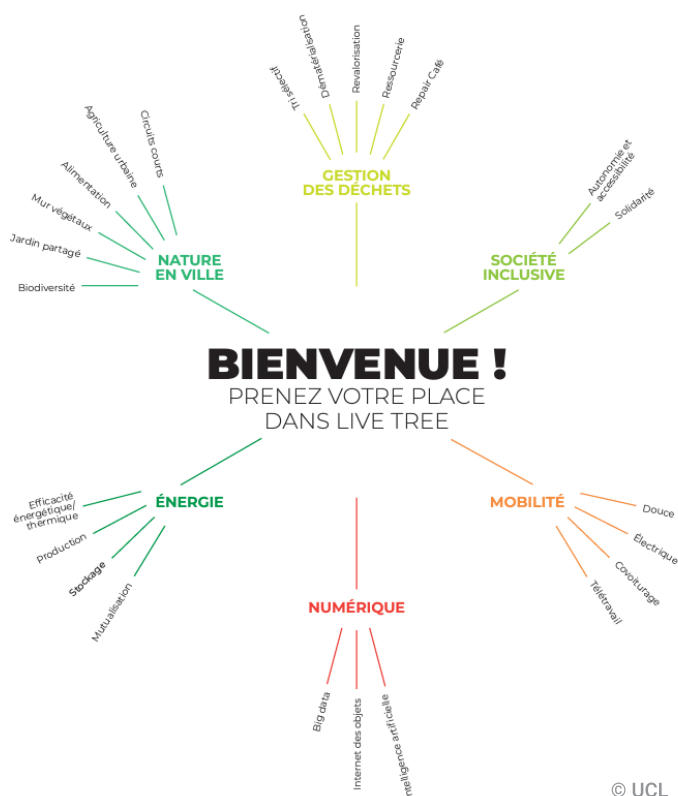 Tri sélectif
Dématérialisation
Revalorisation
Ressourcerie
Repair Café
GESTION
DES DÉCHETS
Circuits courts
Agriculture urbaine
Alimentation
Mur végétaux
Jardin partagé
Biodiversité
NATURE
EN VILLE
Autonomie et
accessibilité
Solidarité
SOCIÉTÉ
INCLUSIVE
BIENVENUE !
PRENEZ VOTRE PLACE
DANS LIVE TREE
ÉNERGIE
Efficacité
énergétique/
thermique
Production
Stockage
Mutualisation
MOBILITÉ
Douce
Électrique
Covoiturage
Télétravail
NUMÉRIQUE
Big data
Internet des objets
ntelligence artificielle
© UCL